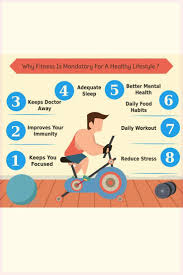 Why Fitness Is Mandatory For A Healthy Lifestyle ?
1
Keeps You
Focused
2
Improves Your
Immunity
3
Keeps Doctor
Away
4
Adequate
Sleep
5
Better Mental
Health
6
Daily Food
Habits
7
Daily Workout
8
Reduce Stress